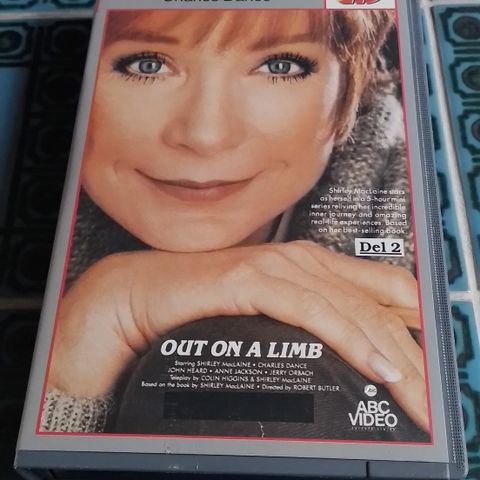 Charles Dance
Shirley MacLaine stars
as herself in a 5-hour mini
series reliving her incredible
inner journey and amazing
real-life experiences. Based
on her best-selling book
Del 2
OUT ON A LIMB
Starring SHIRLEY MacLAINE • CHARLES DANCE
JOHN HEARD • ANNE JACKSON • JERRY ORBACH
Teleplay by COLIN HIGGINS & SHIRLEY MacLAINE
Based on the book by SHIRLEY MacLAINE • Directed by ROBERT BUTLER
ABC
VIDEO
ENTERPRISES